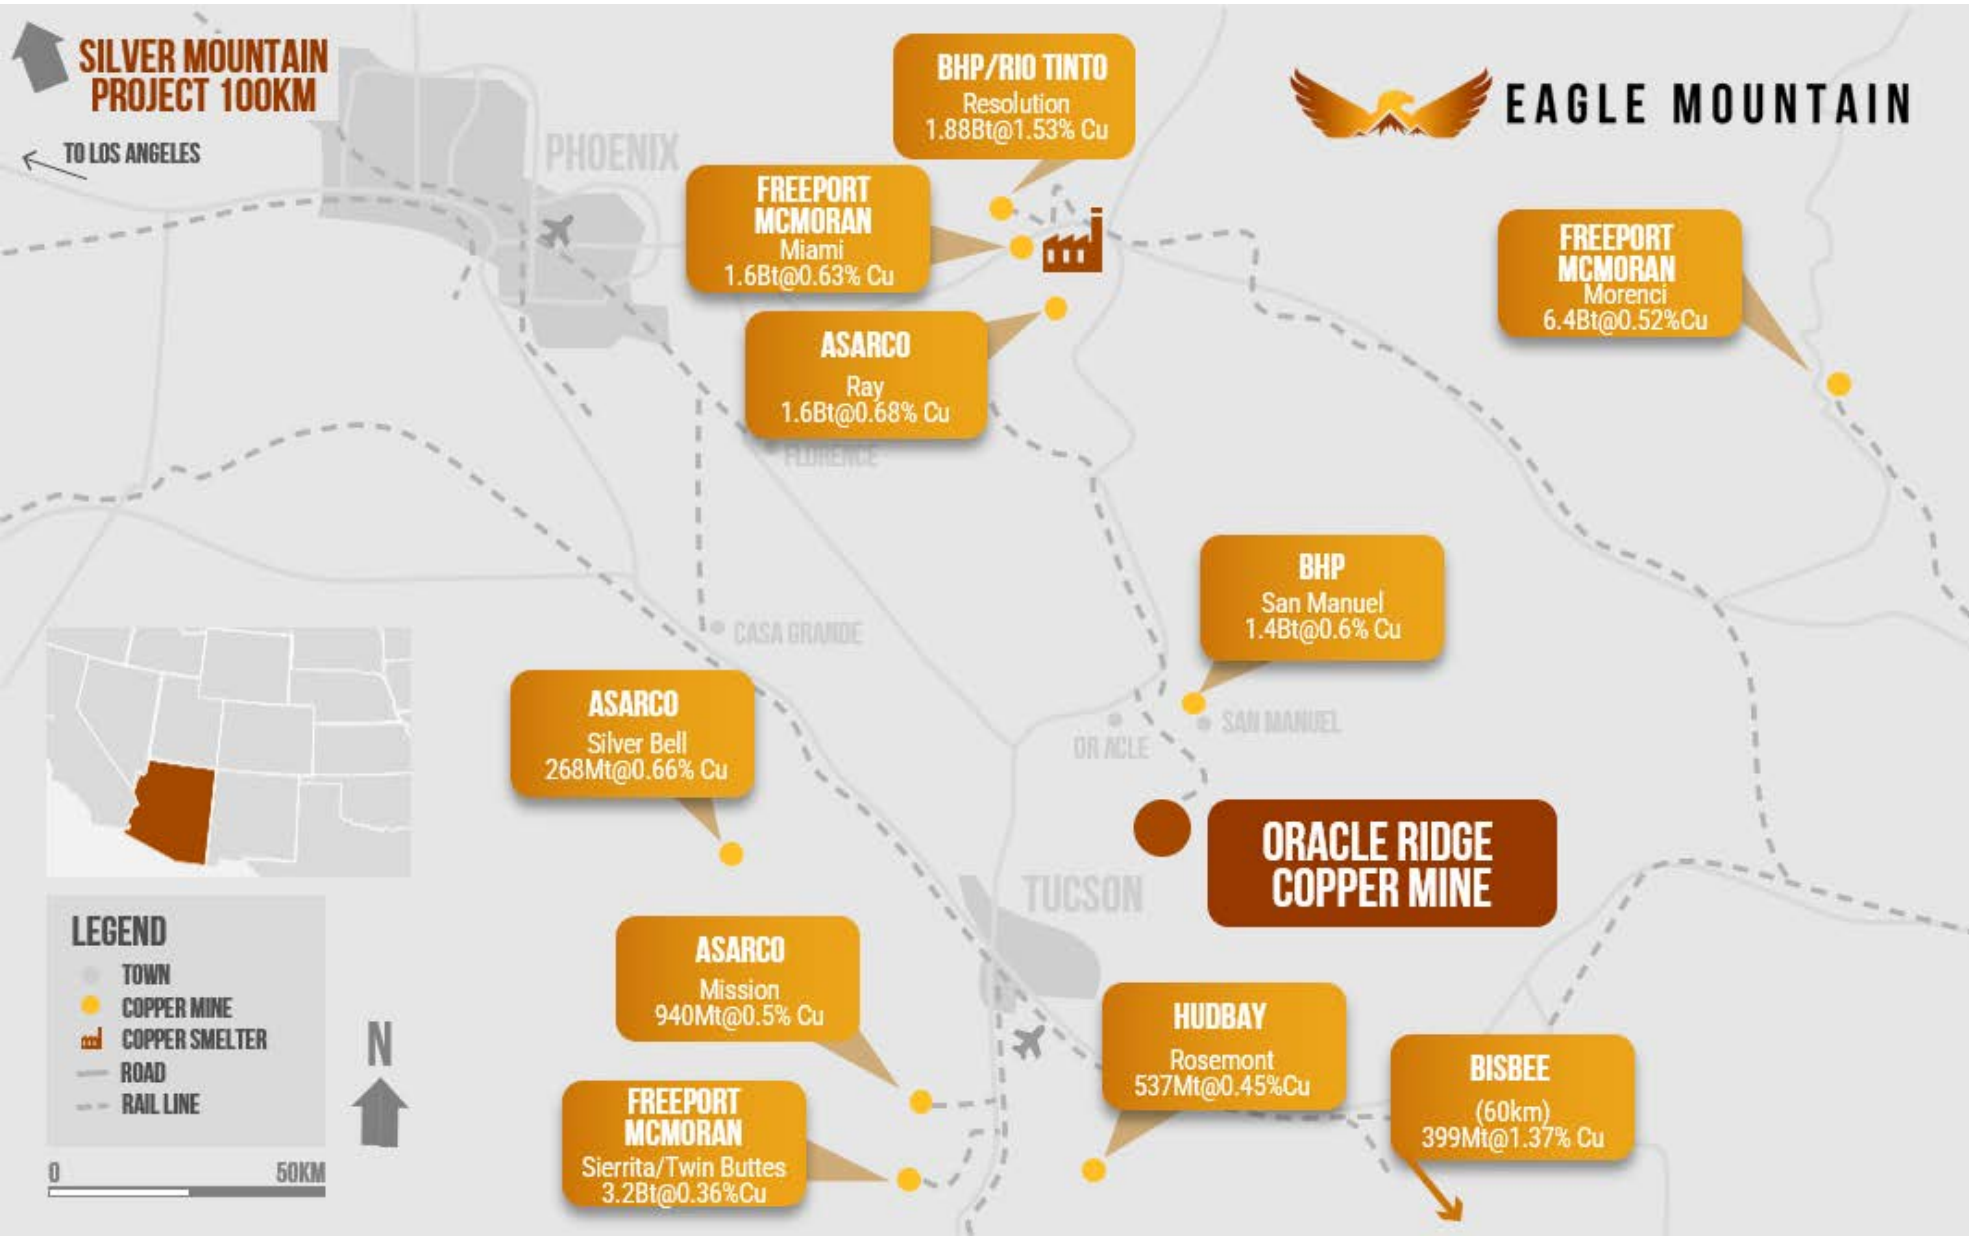 SILVER MOUNTAIN
PROJECT 100KM
TO LOS ANGELES
PHOENIX
BHP/RIO TINTO
Resolution
1.88Bt@1.53% Cu
EAGLE MOUNTAIN
FREEPORT
MCMORAN
Miami
1.6Bt@0.63% Cu
FREEPORT
MCMORAN
Morenci
6.4Bt@0.52%Cu
ASARCO
Ray
1.6Bt@0.68% Cu
FLORENCE
BHP
San Manuel
1.4Bt@0.6% Cu
CASA GRANDE
ASARCO
Silver Bell
268Mt@0.66% Cu
SAN MANUEL
OR ACLE
ORACLE RIDGE
COPPER MINE
TUCSON
ASARCO
Mission
940Mt@0.5% Cu
HUDBAY
Rosemont
537Mt@0.45%Cu
BISBEE
(60km)
399Mt@1.37% Cu
FREEPORT
MCMORAN
Sierrita/Twin Buttes
3.2Bt@0.36%Cu
LEGEND
TOWN
COPPER MINE
COPPER SMELTER
ROAD
RAIL LINE
N
0 50KM